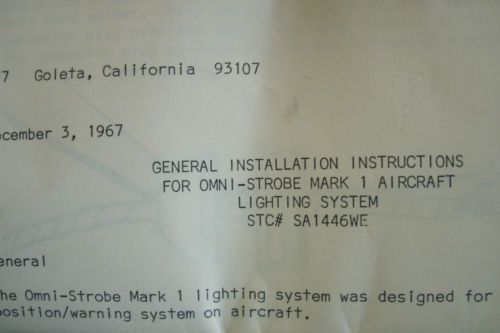 7 Goleta, California 93107
ecember 3, 1967
GENERAL INSTALLATION INSTRUCTIONS
FOR OMNI-STROBE MARK 1 AIRCRAFT
LIGHTING SYSTEM
STC# SA1446WE
eneral
he Omni-Strobe Mark 1 lighting system was designed for
osition/warning system on aircraft.